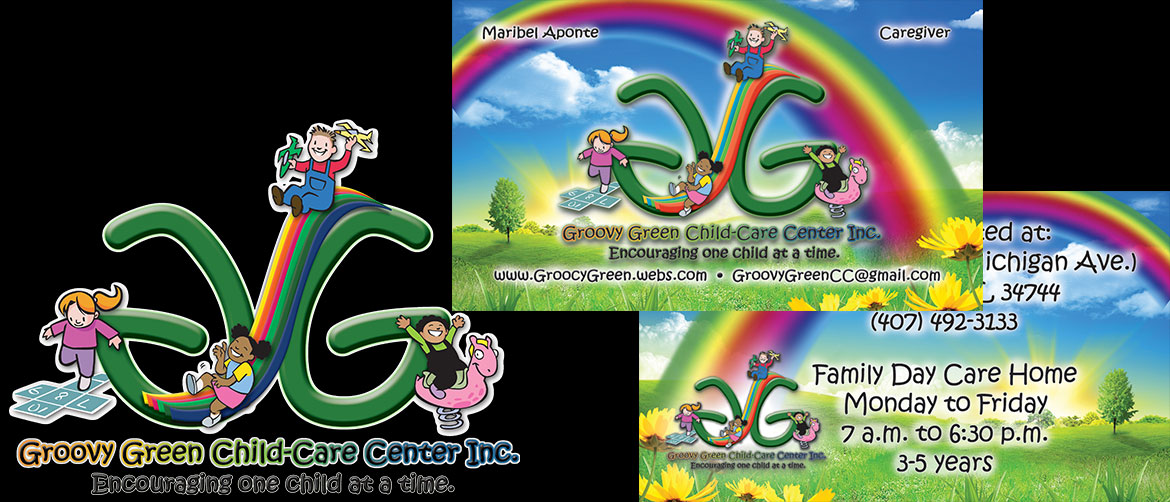 Groovy Green Child-Care Center Inc.
Encouraging one child at a time.
Maribel Aponte
Caregiver
Groovy Green Child-Care Center Inc.
Encouraging one child at a time.
www.GroocyGreen.webs.com • GroovyGreenCC@gmail.com
at:
Ave.)
34744
(407) 492-3133
Family Day Care Home
Monday to Friday
7 a.m. to 6:30 p.m.
3-5 years
Groovy Green Child-Care Center Inc.
Encouraging one child at a time.